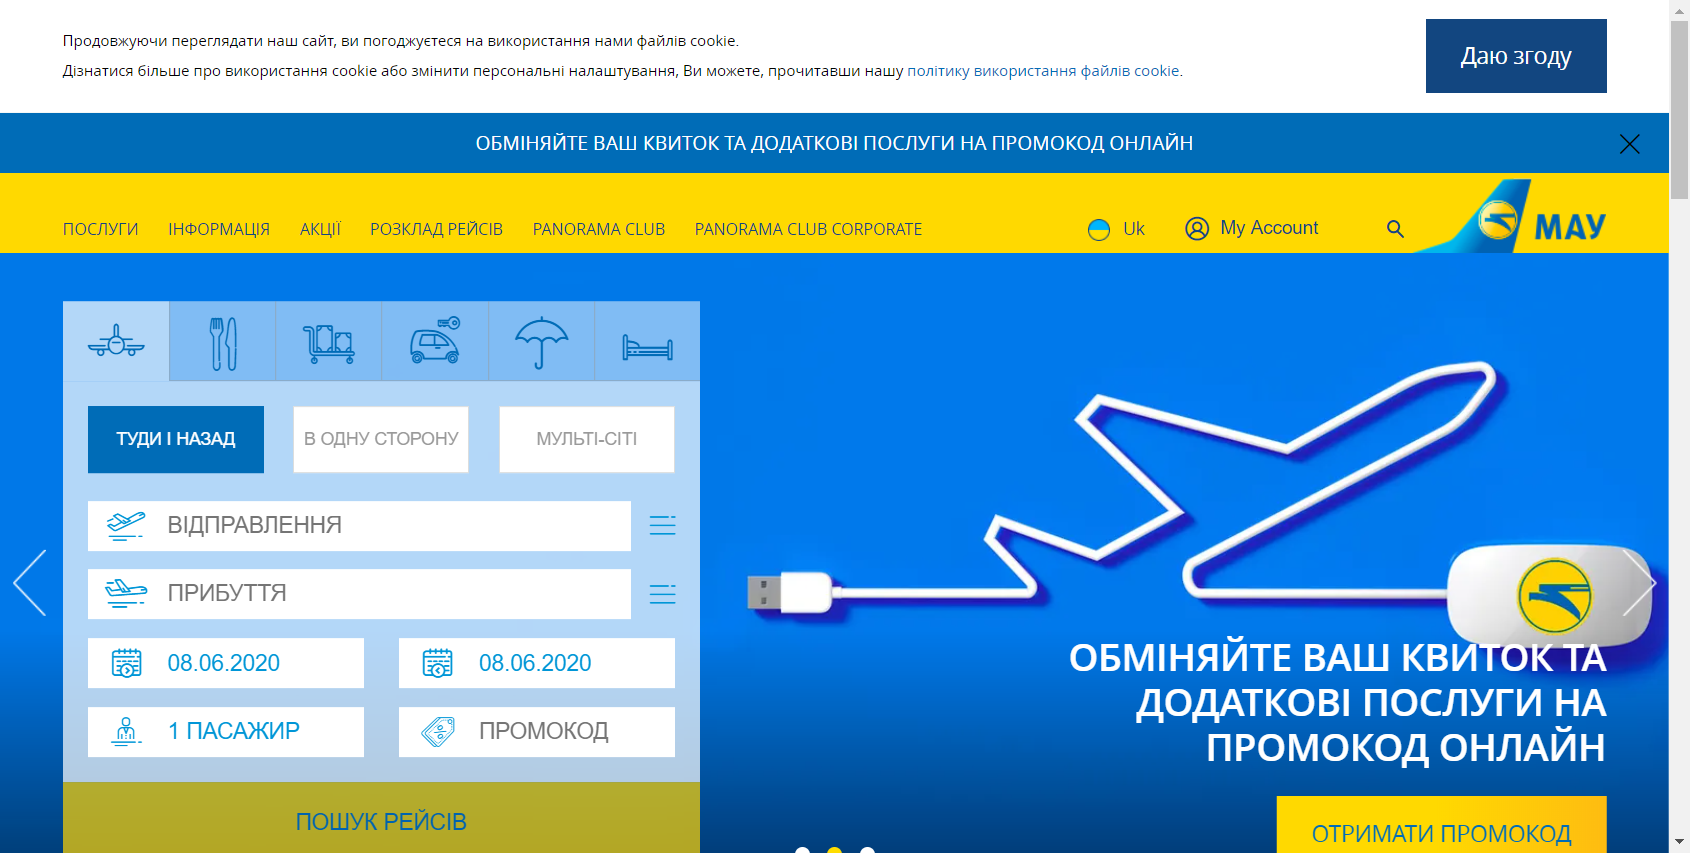 Продовжуючи переглядати наш сайт, ви погоджуєтеся на використання нами файлів cookie.
Дізнатися більше про використання cookie або змінити персональні налаштування, Ви можете, прочитавши нашу політику використання файлів cookie.
Даю згоду
ОБМІНЯЙТЕ ВАШ КВИТОК ТА ДОДАТКОВІ ПОСЛУГИ НА ПРОМОКОД ОНЛАЙН
ПОСЛУГИ ІНФОРМАЦІЯ АКЦІЇ РОЗКЛАД РЕЙСІВ PANORAMA CLUB PANORAMA CLUB CORPORATE Uk My Account МАУ
ТУДИ І НАЗАД В ОДНУ СТОРОНУ МУЛЬТІ-СІТІ
ВІДПРАВЛЕННЯ
ПРИБУТТЯ
08.06.2020 08.06.2020
1 ПАСАЖИР ПРОМОКОД
ПОШУК РЕЙСІВ
ОБМІНЯЙТЕ ВАШ КВИТОК ТА
ДОДАТКОВІ ПОСЛУГИ НА
ПРОМОКОД ОНЛАЙН
ОТРИМАТИ ПРОМОКОД